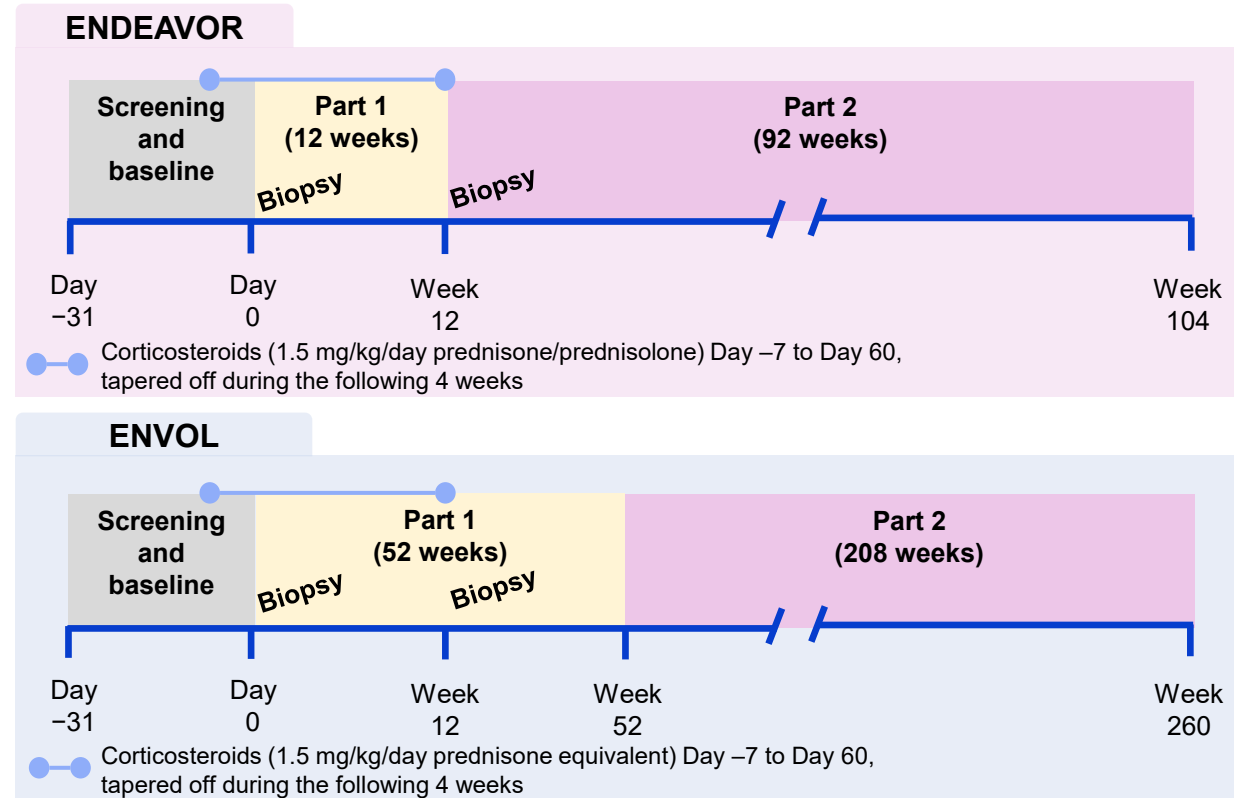 ENDEAVOR
Screening
and
baseline
Part 1
(12 weeks)
Part 2
(92 weeks)
Biopsy
Biopsy
Day
−31
Day
0
Week
12
Week
104
Corticosteroids (1.5 mg/kg/day prednisone/prednisolone) Day –7 to Day 60,
tapered off during the following 4 weeks
ENVOL
Screening
and
baseline
Part 1
(52 weeks)
Part 2
(208 weeks)
Biopsy
Biopsy
Day
−31
Day
0
Week
12
Week
52
Week
260
Corticosteroids (1.5 mg/kg/day prednisone equivalent) Day –7 to Day 60,
tapered off during the following 4 weeks